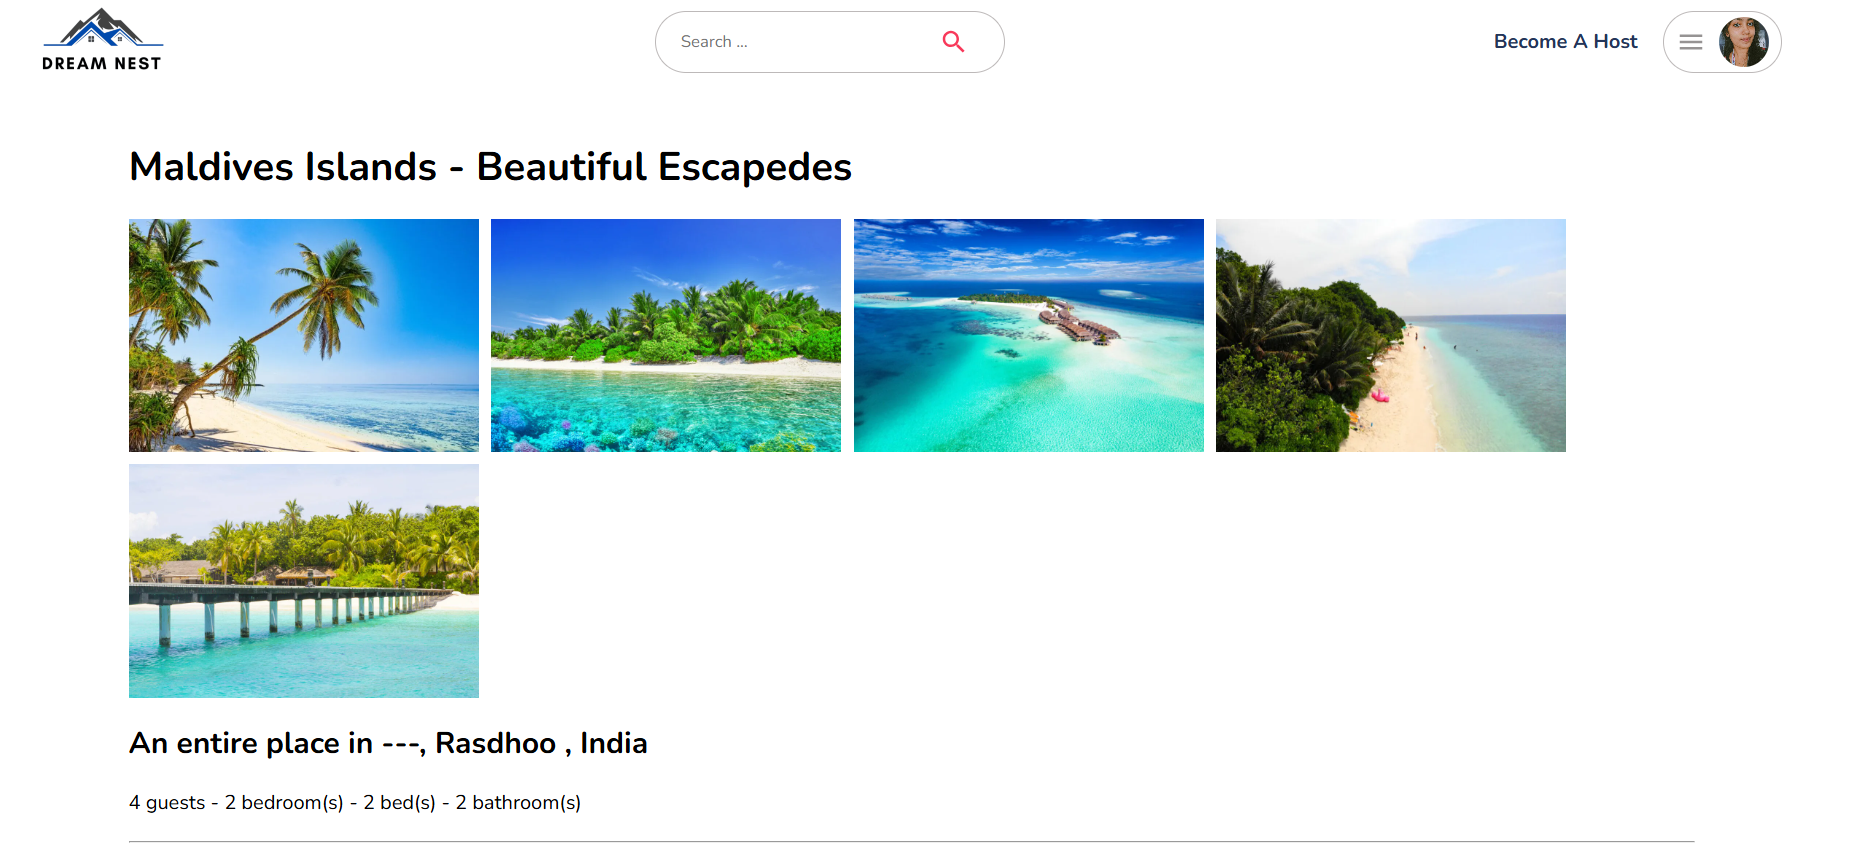 DREAM NEST
Search ...
Become A Host
Maldives Islands - Beautiful Escapedes
An entire place in ---, Rasdhoo , India
4 guests - 2 bedroom(s) - 2 bed(s) - 2 bathroom(s)